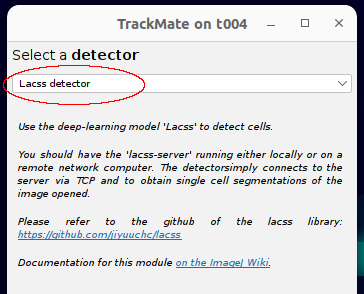 TrackMate on t004
Select a detector
Lacss detector
Use the deep-learning model 'Lacss' to detect cells.
You should have the 'lacss-server' running either locally or on a
remote network computer. The detectorsimply connects to the
server via TCP and to obtain single cell segmentations of the
image opened.
Please refer to the github of the lacss library:
https://github.com/jiyuuchc/lacss
Documentation for this module on the ImageJ Wiki.